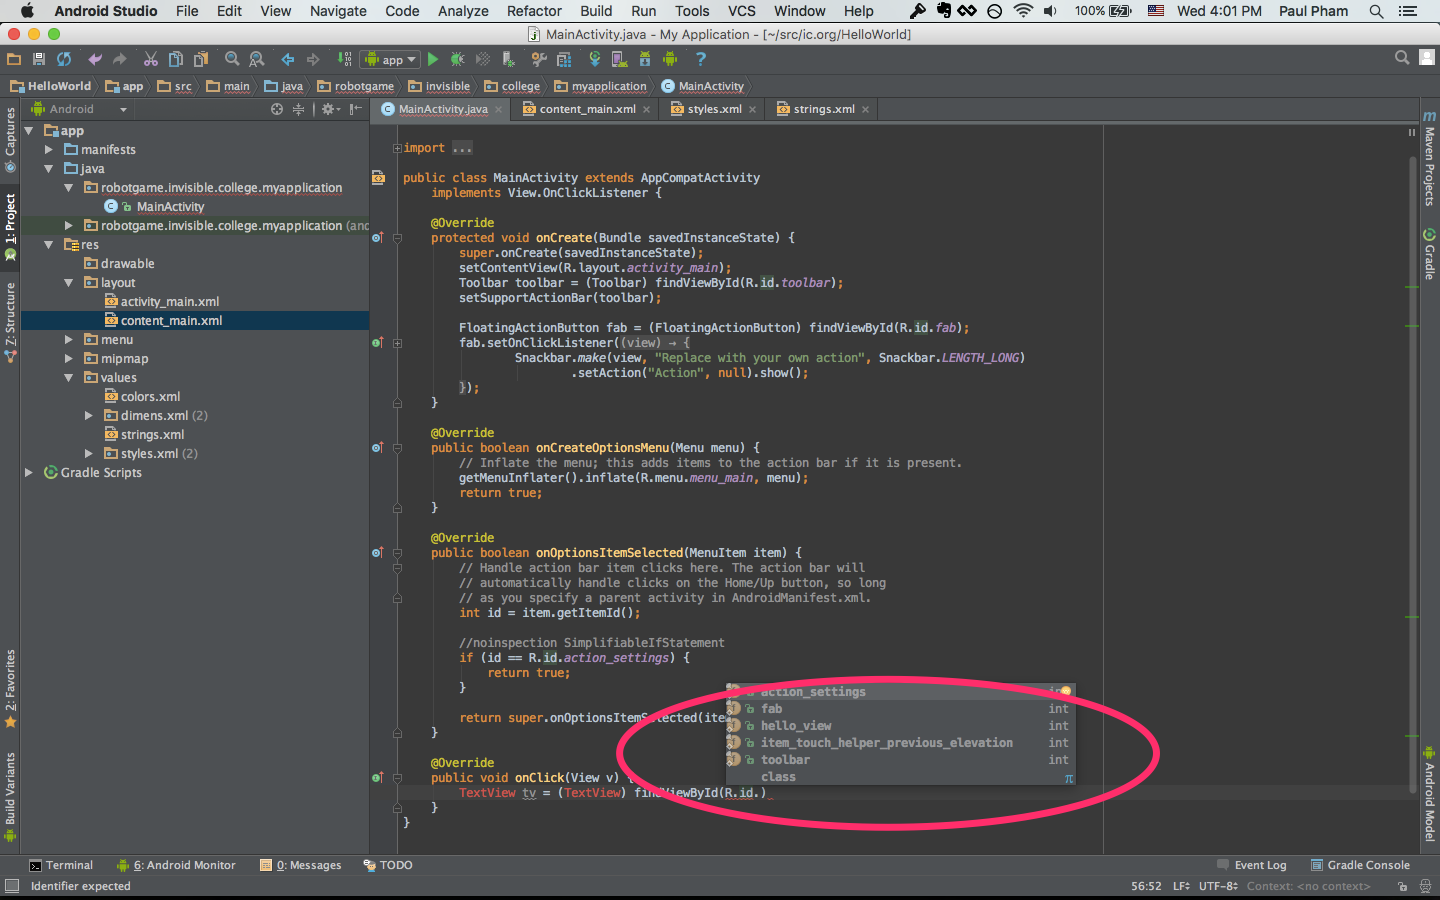 Android Studio File Edit View Navigate Code Analyze Refactor Build Run Tools VCS Window Help 100% Wed 4:01 PM Paul Pham
MainActivity.java - My Application - [~/src/ic.org/HelloWorld]
app
HelloWorld app src main java robotgame invisible college myapplication MainActivity
Android
MainActivity.java content_main.xml styles.xml strings.xml
Captures
1: Project
Z: Structure
2: Favorites
Build Variants
app
manifests
java
robotgame.invisible.college.myapplication
MainActivity
robotgame.invisible.college.myapplication (anc
res
drawable
layout
activity_main.xml
content_main.xml
menu
mipmap
values
colors.xml
dimens.xml (2)
strings.xml
styles.xml (2)
Gradle Scripts
import ...
public class MainActivity extends AppCompatActivity
implements View.OnClickListener {
@Override
protected void onCreate(Bundle savedInstanceState) {
super.onCreate(savedInstanceState);
setContentView(R.layout.activity_main);
Toolbar toolbar = (Toolbar) findViewById(R.id.toolbar);
setSupportActionBar(toolbar);
FloatingActionButton fab = (FloatingActionButton) findViewById(R.id.fab);
fab.setOnClickListener((view) → {
Snackbar.make(view, "Replace with your own action", Snackbar.LENGTH_LONG)
.setAction("Action", null).show();
});
}
@Override
public boolean onCreateOptionsMenu(Menu menu) {
// Inflate the menu; this adds items to the action bar if it is present.
getMenuInflater().inflate(R.menu.menu_main, menu);
return true;
}
@Override
public boolean onOptionsItemSelected(MenuItem item) {
// Handle action bar item clicks here. The action bar will
// automatically handle clicks on the Home/Up button, so long
// as you specify a parent activity in AndroidManifest.xml.
int id = item.getItemId();
//noinspection SimplifiableIfStatement
if (id == R.id.action_settings) {
return true;
}
return super.onOptionsItemSelected(ite
}
@Override
public void onClick(View v) {
TextView tv = (TextView) findViewById(R.id.)
}
}
action_settings int
fab int
hello_view int
item_touch_helper_previous_elevation int
toolbar int
class π
m Maven Projects
Gradle
Android Model
Terminal 6: Android Monitor 0: Messages TODO Event Log Gradle Console
Identifier expected 56:52 LF UTF-8 Context: <no context>